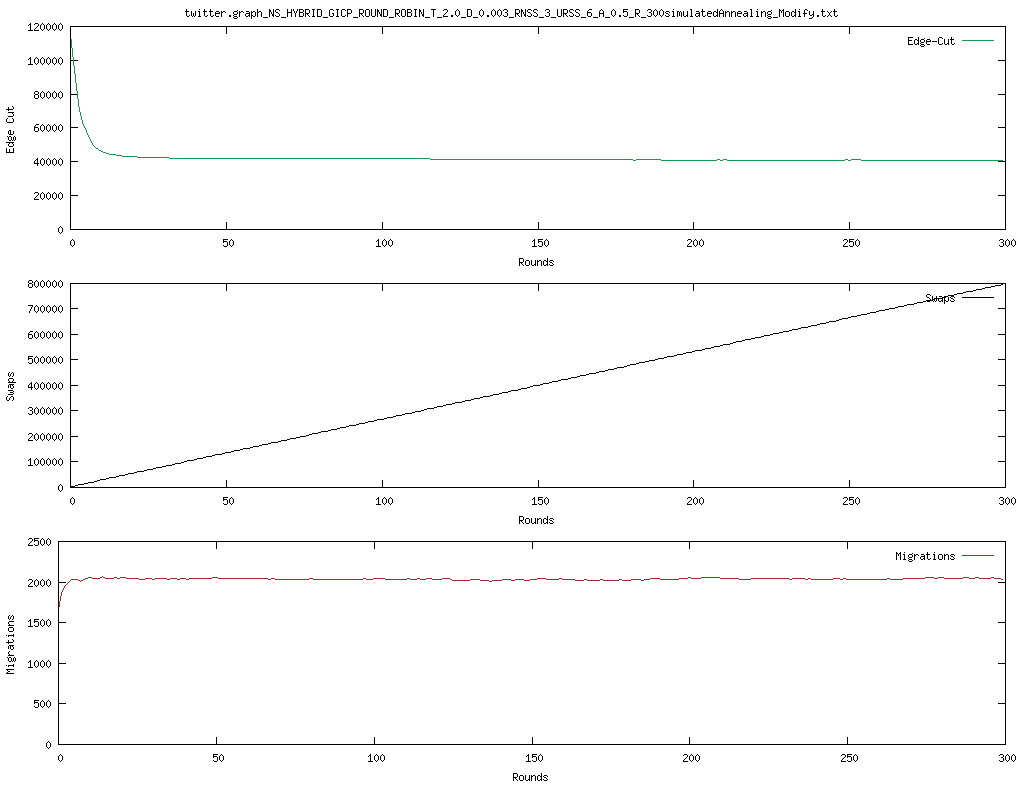 twitter.graph_NS_HYBRID_GICP_ROUND_ROBIN_T_2.0_D_0.003_RNSS_3_URSS_6_A_0.5_R_300simulatedAnnealing_Modify.txt
120000
100000
80000
60000
40000
20000
0
Edge Cut
Edge-Cut
0 50 100 150 200 250 300
Rounds
800000
700000
600000
500000
400000
300000
200000
100000
0
Swaps
Swaps
0 50 100 150 200 250 300
Rounds
2500
2000
1500
1000
500
0
Migrations
Migrations
0 50 100 150 200 250 300
Rounds